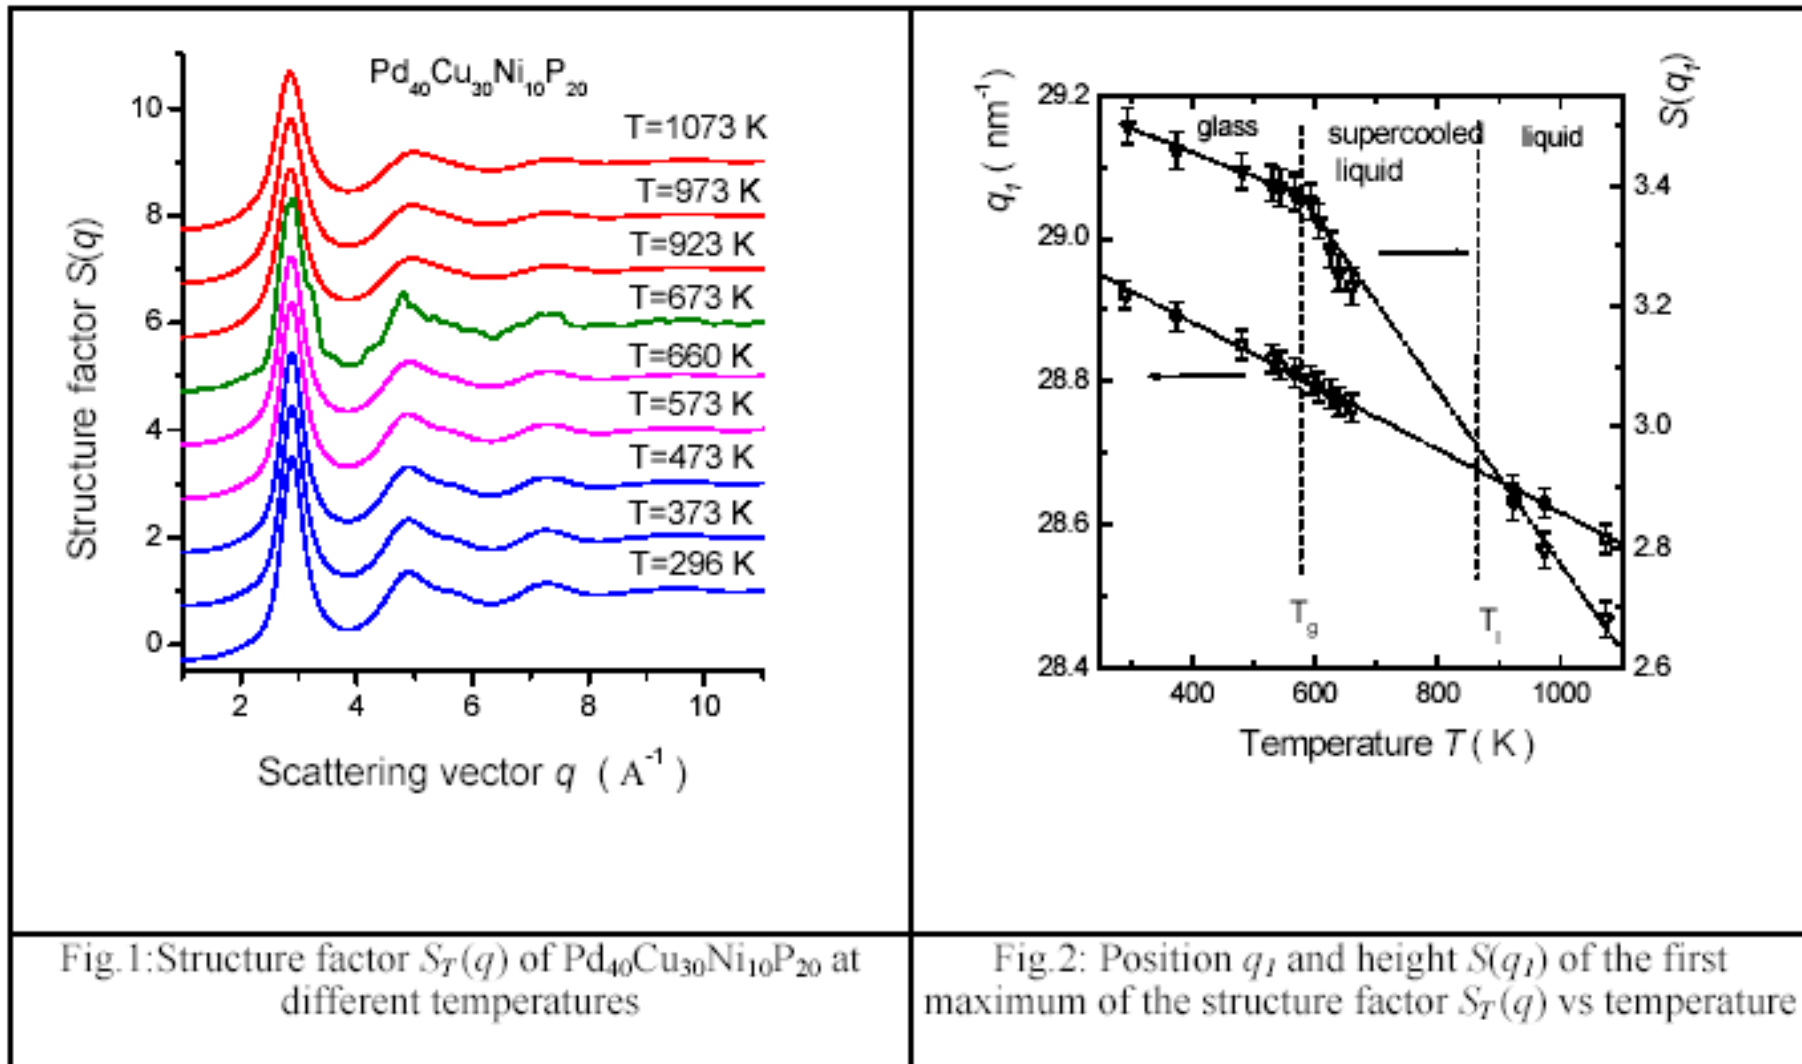 Pd40Cu30Ni10P20
T=1073 K
T=973 K
T=923 K
T=673 K
T=660 K
T=573 K
T=473 K
T=373 K
T=296 K
Structure factor S(q)
10
8
6
4
2
0
2 4 6 8 10
Scattering vector q ( A-1 )
q1 ( nm-1)
S(q1)
29.2
29.0
28.8
28.6
28.4
glass
supercooled
liquid
liquid
3.4
3.2
3.0
2.8
2.6
Tg
Tl
400 600 800 1000
Temperature T ( K )
Fig.1:Structure factor ST(q) of Pd40Cu30Ni10P20 at
different temperatures
Fig.2: Position q1 and height S(q1) of the first
maximum of the structure factor ST(q) vs temperature